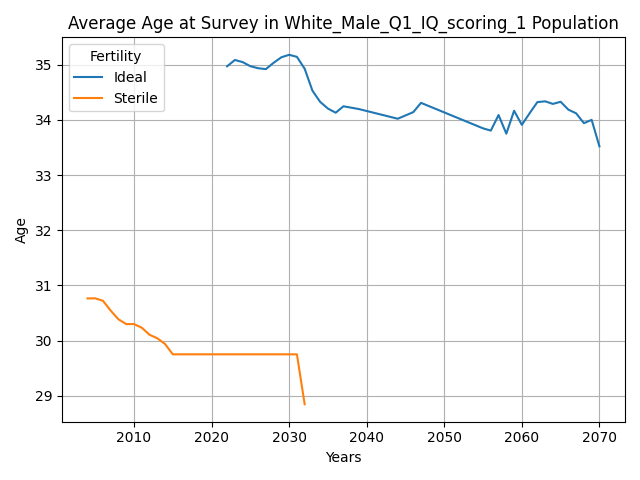 Average Age at Survey in White_Male_Q1_IQ_scoring_1 Population
Fertility
Ideal
Sterile
Age
35
34
33
32
31
30
29
2010 2020 2030 2040 2050 2060 2070
Years